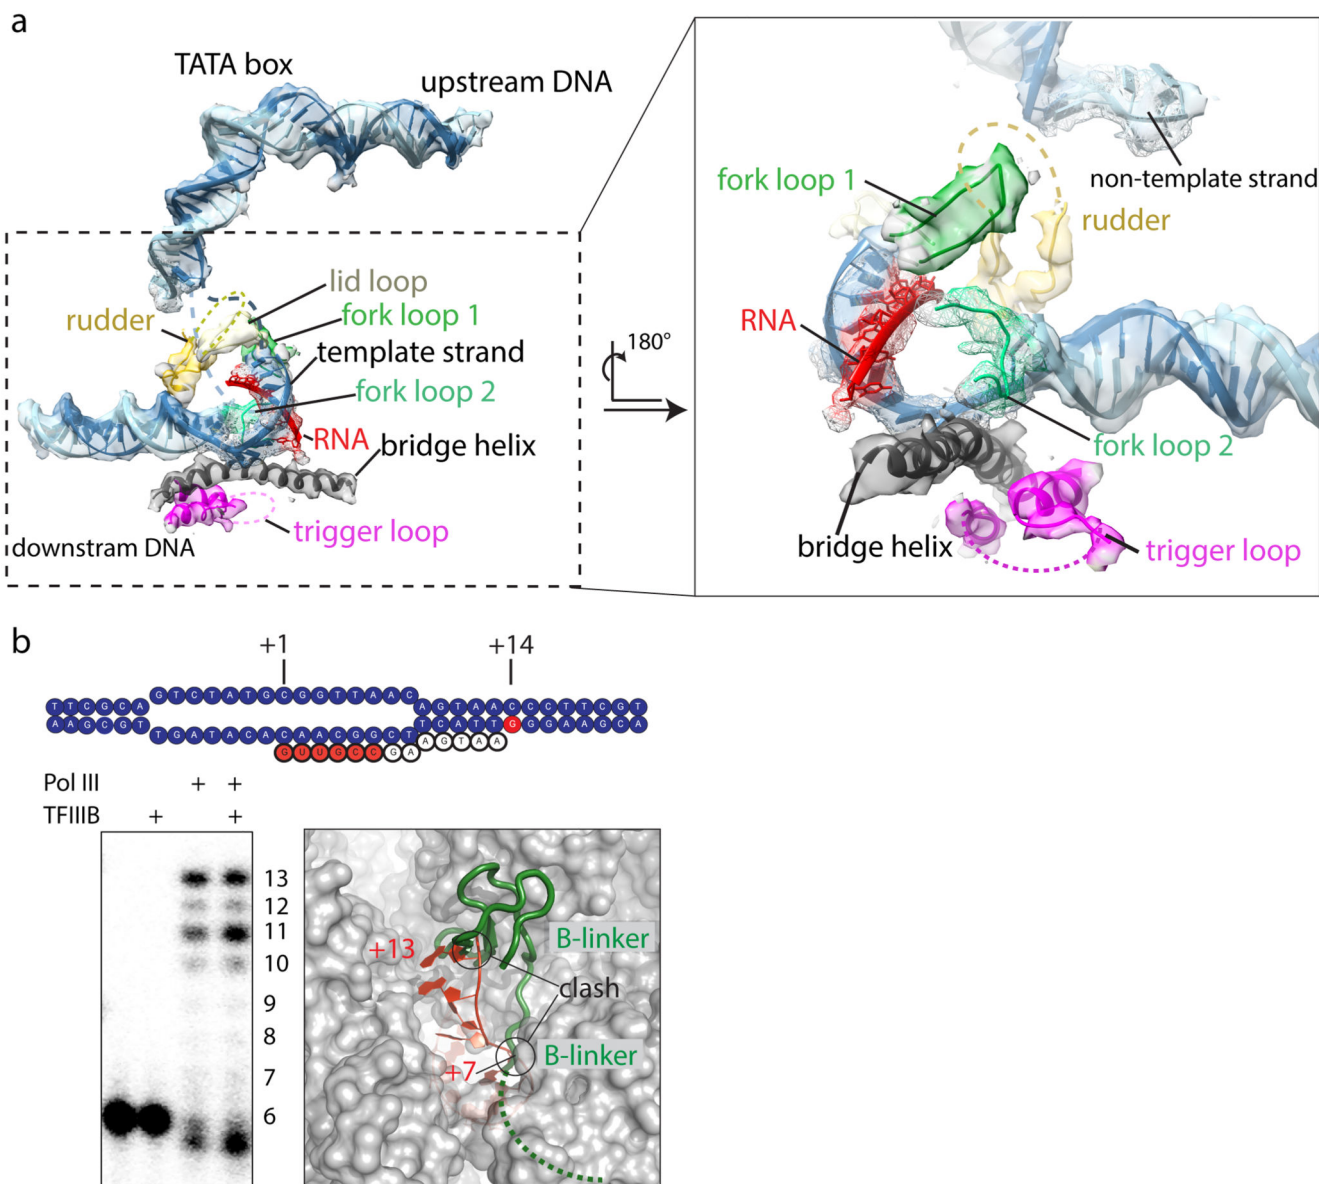 a
TATA box
upstream DNA
lid loop
rudder
fork loop 1
template strand
fork loop 2
RNA
bridge helix
trigger loop
downstram DNA
180°
non-template strand
fork loop 1
rudder
RNA
fork loop 2
bridge helix
trigger loop
b
+1
+14
TTCGCA GTCTATGCGGTTAAC AGTAACCCTTCGT
AAGCGT TGATACACAACGGCT TCATTGGGAAGCA
GUUGCCGA AGTAA
Pol III + +
TFIIIB + +
13
12
11
10
9
8
7
6
B-linker
+13
clash
B-linker
+7